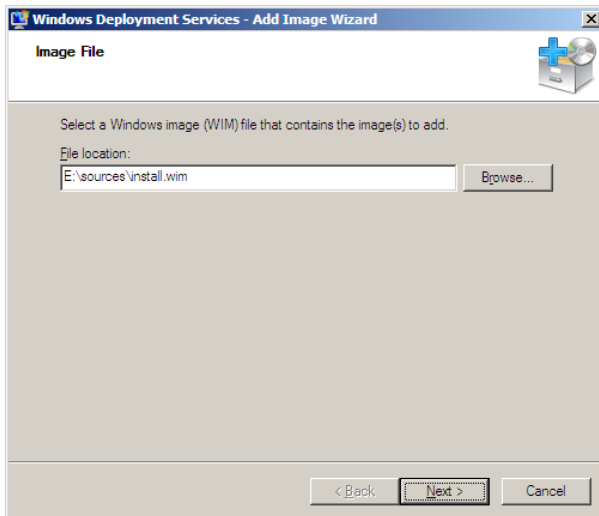 Windows Deployment Services - Add Image Wizard
Image File
Select a Windows image (WIM) file that contains the image(s) to add.
File location:
E:\sources\install.wim
Browse...
< Back
Next >
Cancel